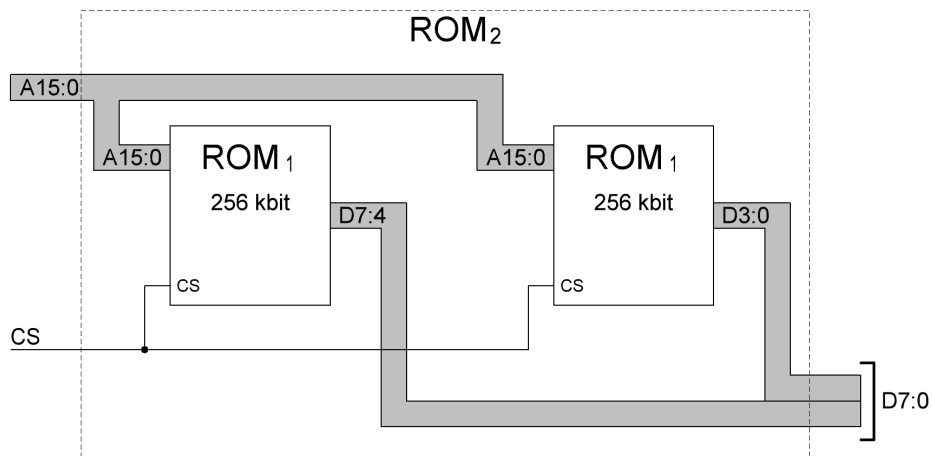 ROM2
A15:0
A15:0
ROM1
256 kbit
D7:4
CS
A15:0
ROM1
256 kbit
D3:0
CS
CS
D7:0